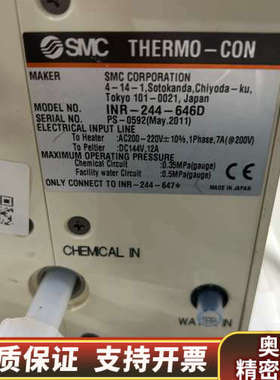 SMC THERMO-CON
MAKER SMC CORPORATION
4-14-1,Sotokanda,Chiyoda-ku,
Tokyo 101-0021, Japan
MODEL NO. INR-244-646D
SERIAL NO. PS-0592(May.2011)
ELECTRICAL INPUT LINE
To Heater :AC200-220V±10%,1Phase,7A(@200V)
To Peltier :DC144V,12A
MAXIMUM OPERATING PRESSURE
Chemical Circuit :0.35MPa(gauge)
Facility water Circuit :0.5MPa(gauge)
ONLY CONNECT TO INR-244-647*
MADE IN JAPAN
CHEMICAL IN
WATER IN
质保证 支持开票
奥
精密